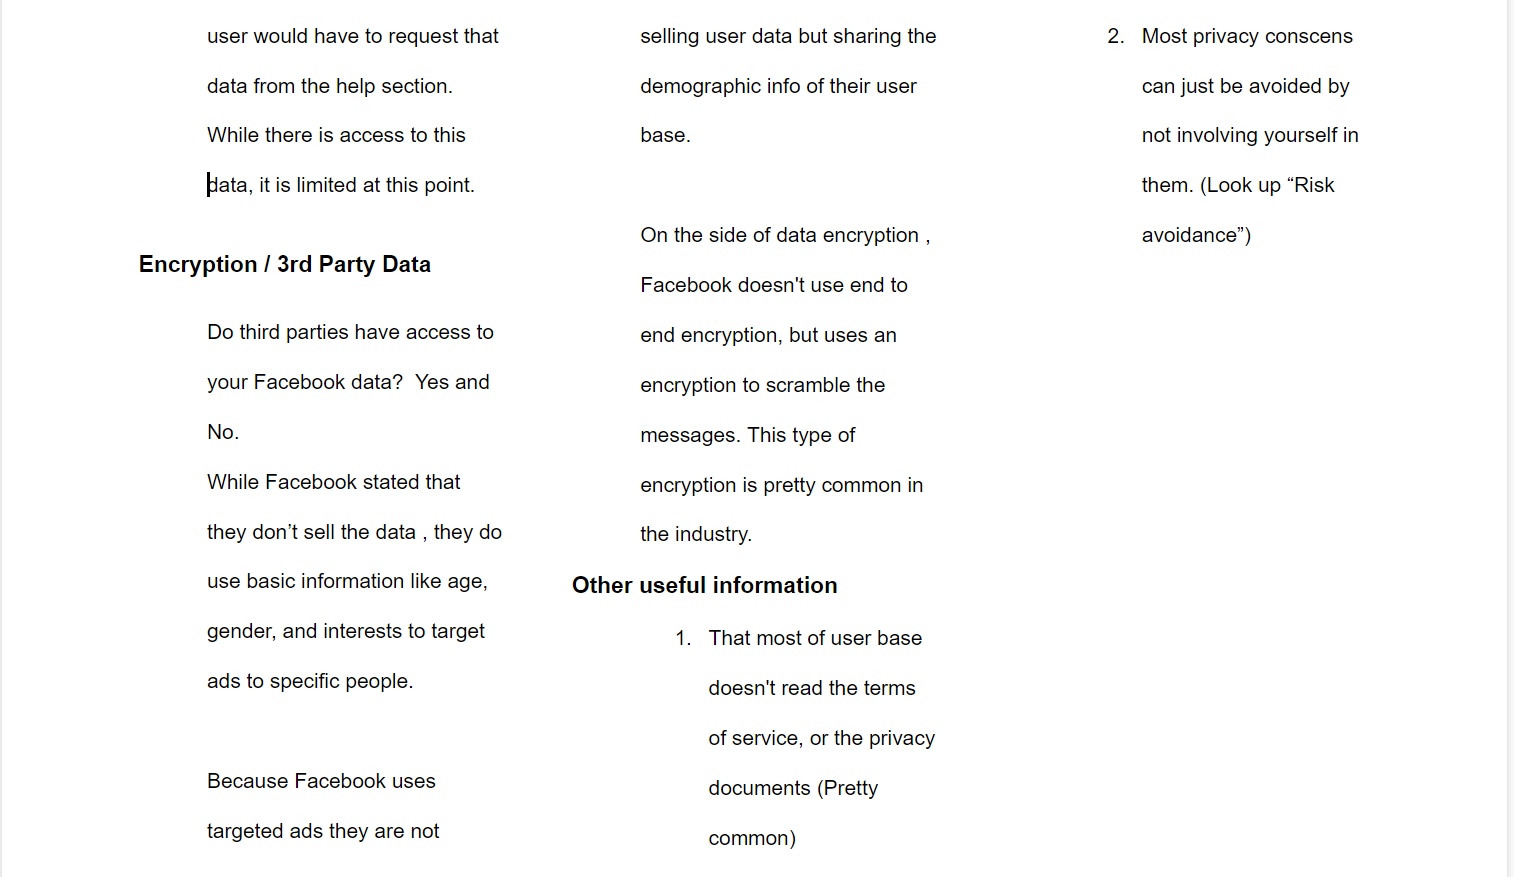 user would have to request that
data from the help section.
While there is access to this
data, it is limited at this point.
Encryption / 3rd Party Data
Do third parties have access to
your Facebook data?  Yes and
No.
While Facebook stated that
they don’t sell the data , they do
use basic information like age,
gender, and interests to target
ads to specific people.
Because Facebook uses
targeted ads they are not
selling user data but sharing the
demographic info of their user
base.
On the side of data encryption ,
Facebook doesn't use end to
end encryption, but uses an
encryption to scramble the
messages. This type of
encryption is pretty common in
the industry.
Other useful information
1. That most of user base
doesn't read the terms
of service, or the privacy
documents (Pretty
common)
2. Most privacy conscens
can just be avoided by
not involving yourself in
them. (Look up “Risk
avoidance”)